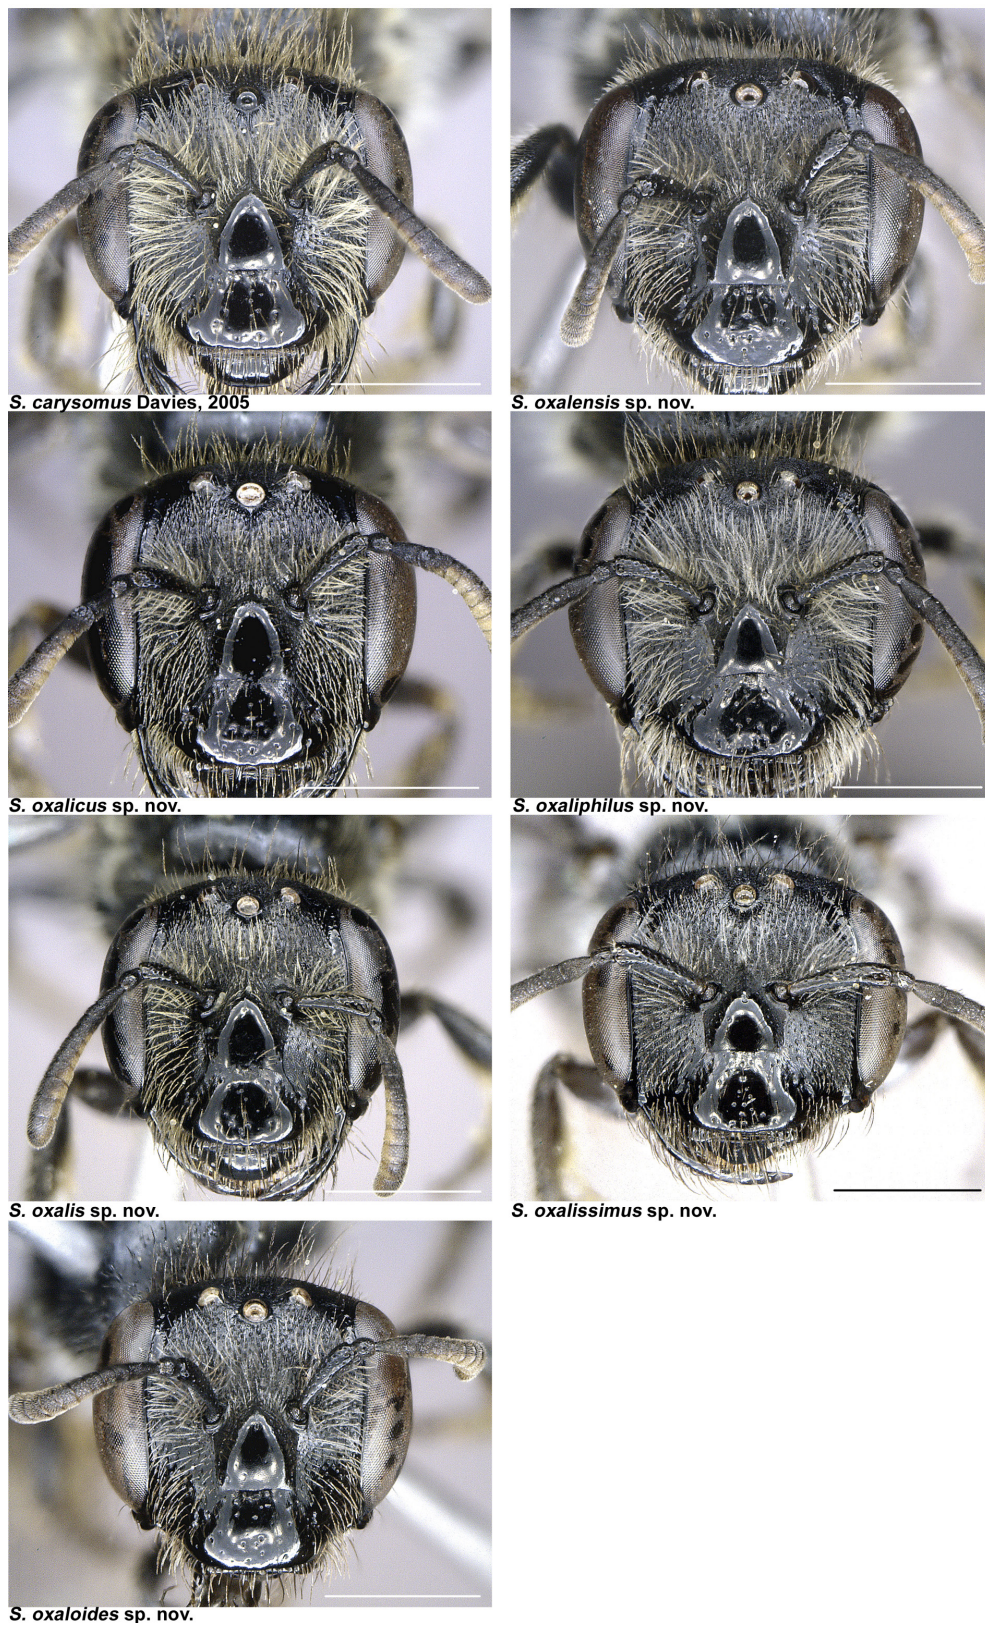 S. carysomus Davies, 2005
S. oxalensis sp. nov.
S. oxalicus sp. nov.
S. oxaliphilus sp. nov.
S. oxalis sp. nov.
S. oxalissimus sp. nov.
S. oxaloides sp. nov.